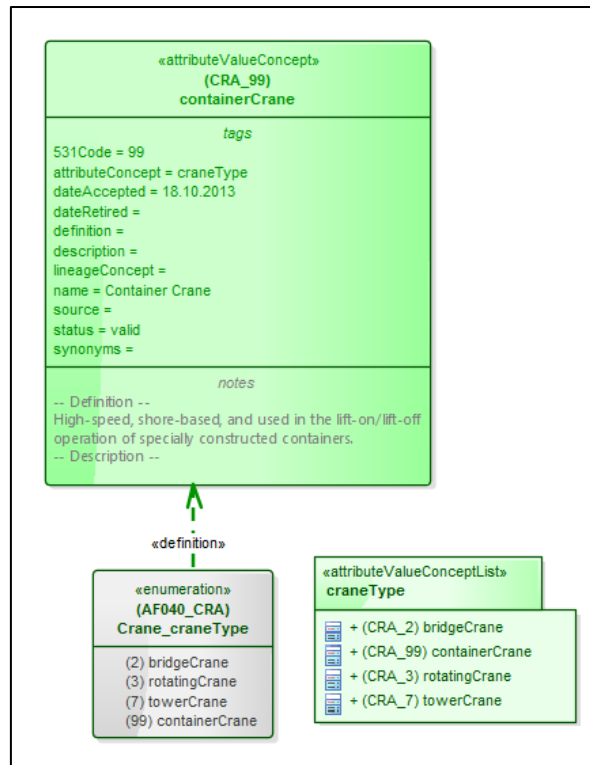 «attributeValueConcept»
(CRA_99)
containerCrane
tags
531Code = 99
attributeConcept = craneType
dateAccepted = 18.10.2013
dateRetired =
definition =
description =
lineageConcept =
name = Container Crane
source =
status = valid
synonyms =
notes
-- Definition --
High-speed, shore-based, and used in the lift-on/lift-off
operation of specially constructed containers.
-- Description --
«definition»
«enumeration»
(AF040_CRA)
Crane_craneType
(2) bridgeCrane
(3) rotatingCrane
(7) towerCrane
(99) containerCrane
«attributeValueConceptList»
craneType
+ (CRA_2) bridgeCrane
+ (CRA_99) containerCrane
+ (CRA_3) rotatingCrane
+ (CRA_7) towerCrane